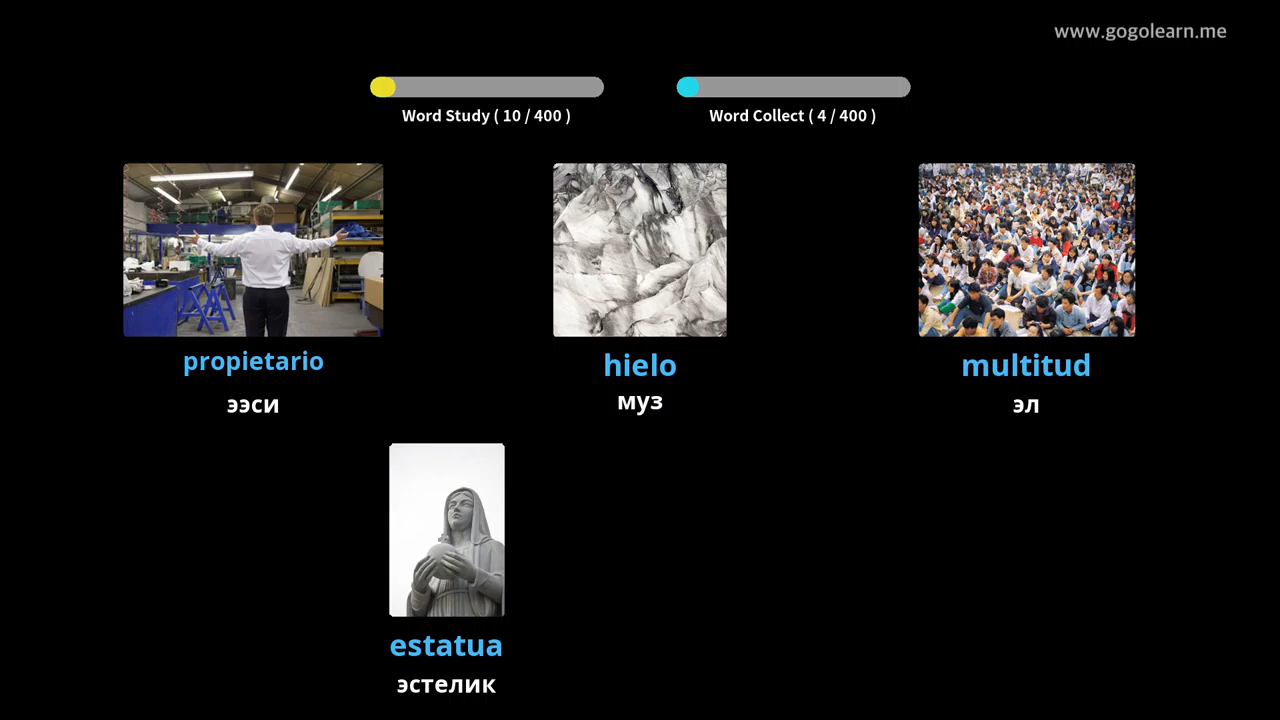 www.gogolearn.me
Word Study ( 10 / 400 )
Word Collect ( 4 / 400 )
propietario
ээси
hielo
муз
multitud
эл
estatua
эстелик